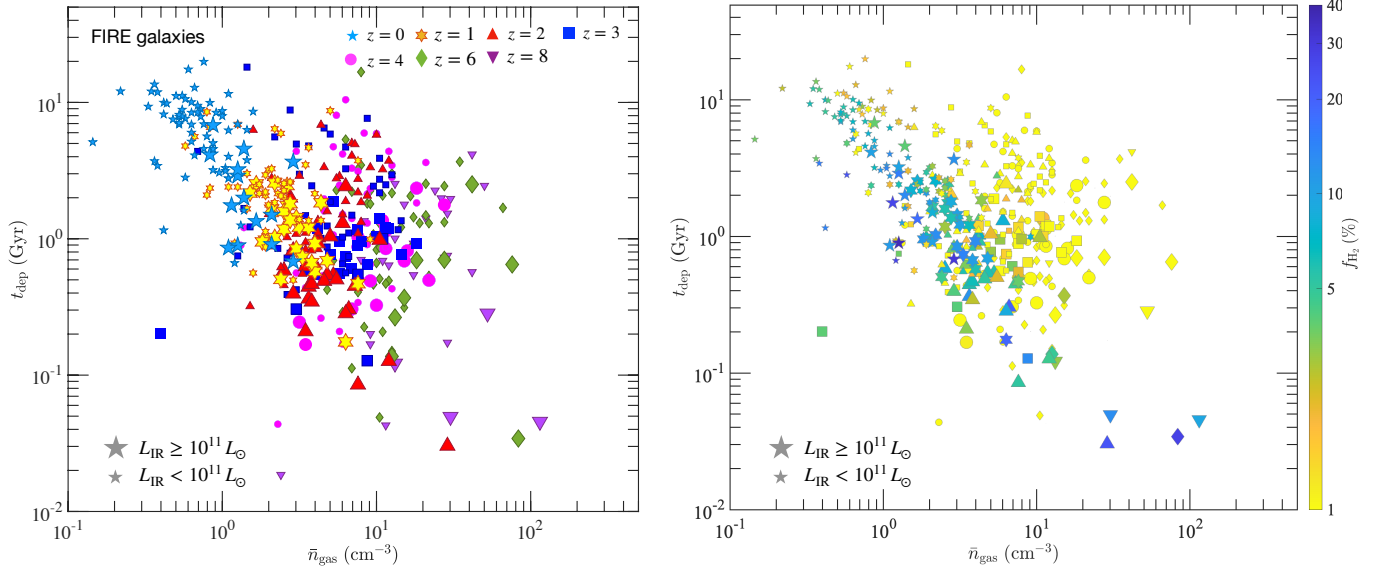 FIRE galaxies
z = 0 z = 1 z = 2 z = 3
z = 4 z = 6 z = 8
t_dep (Gyr)
10^1
10^0
10^-1
10^-2
L_IR ≥ 10^11 L_⊙
L_IR < 10^11 L_⊙
10^-1 10^0 10^1 10^2
n̄_gas (cm^-3)
t_dep (Gyr)
10^1
10^0
10^-1
10^-2
L_IR ≥ 10^11 L_⊙
L_IR < 10^11 L_⊙
10^-1 10^0 10^1 10^2
n̄_gas (cm^-3)
40
30
20
10
5
1
f_H₂ (%)